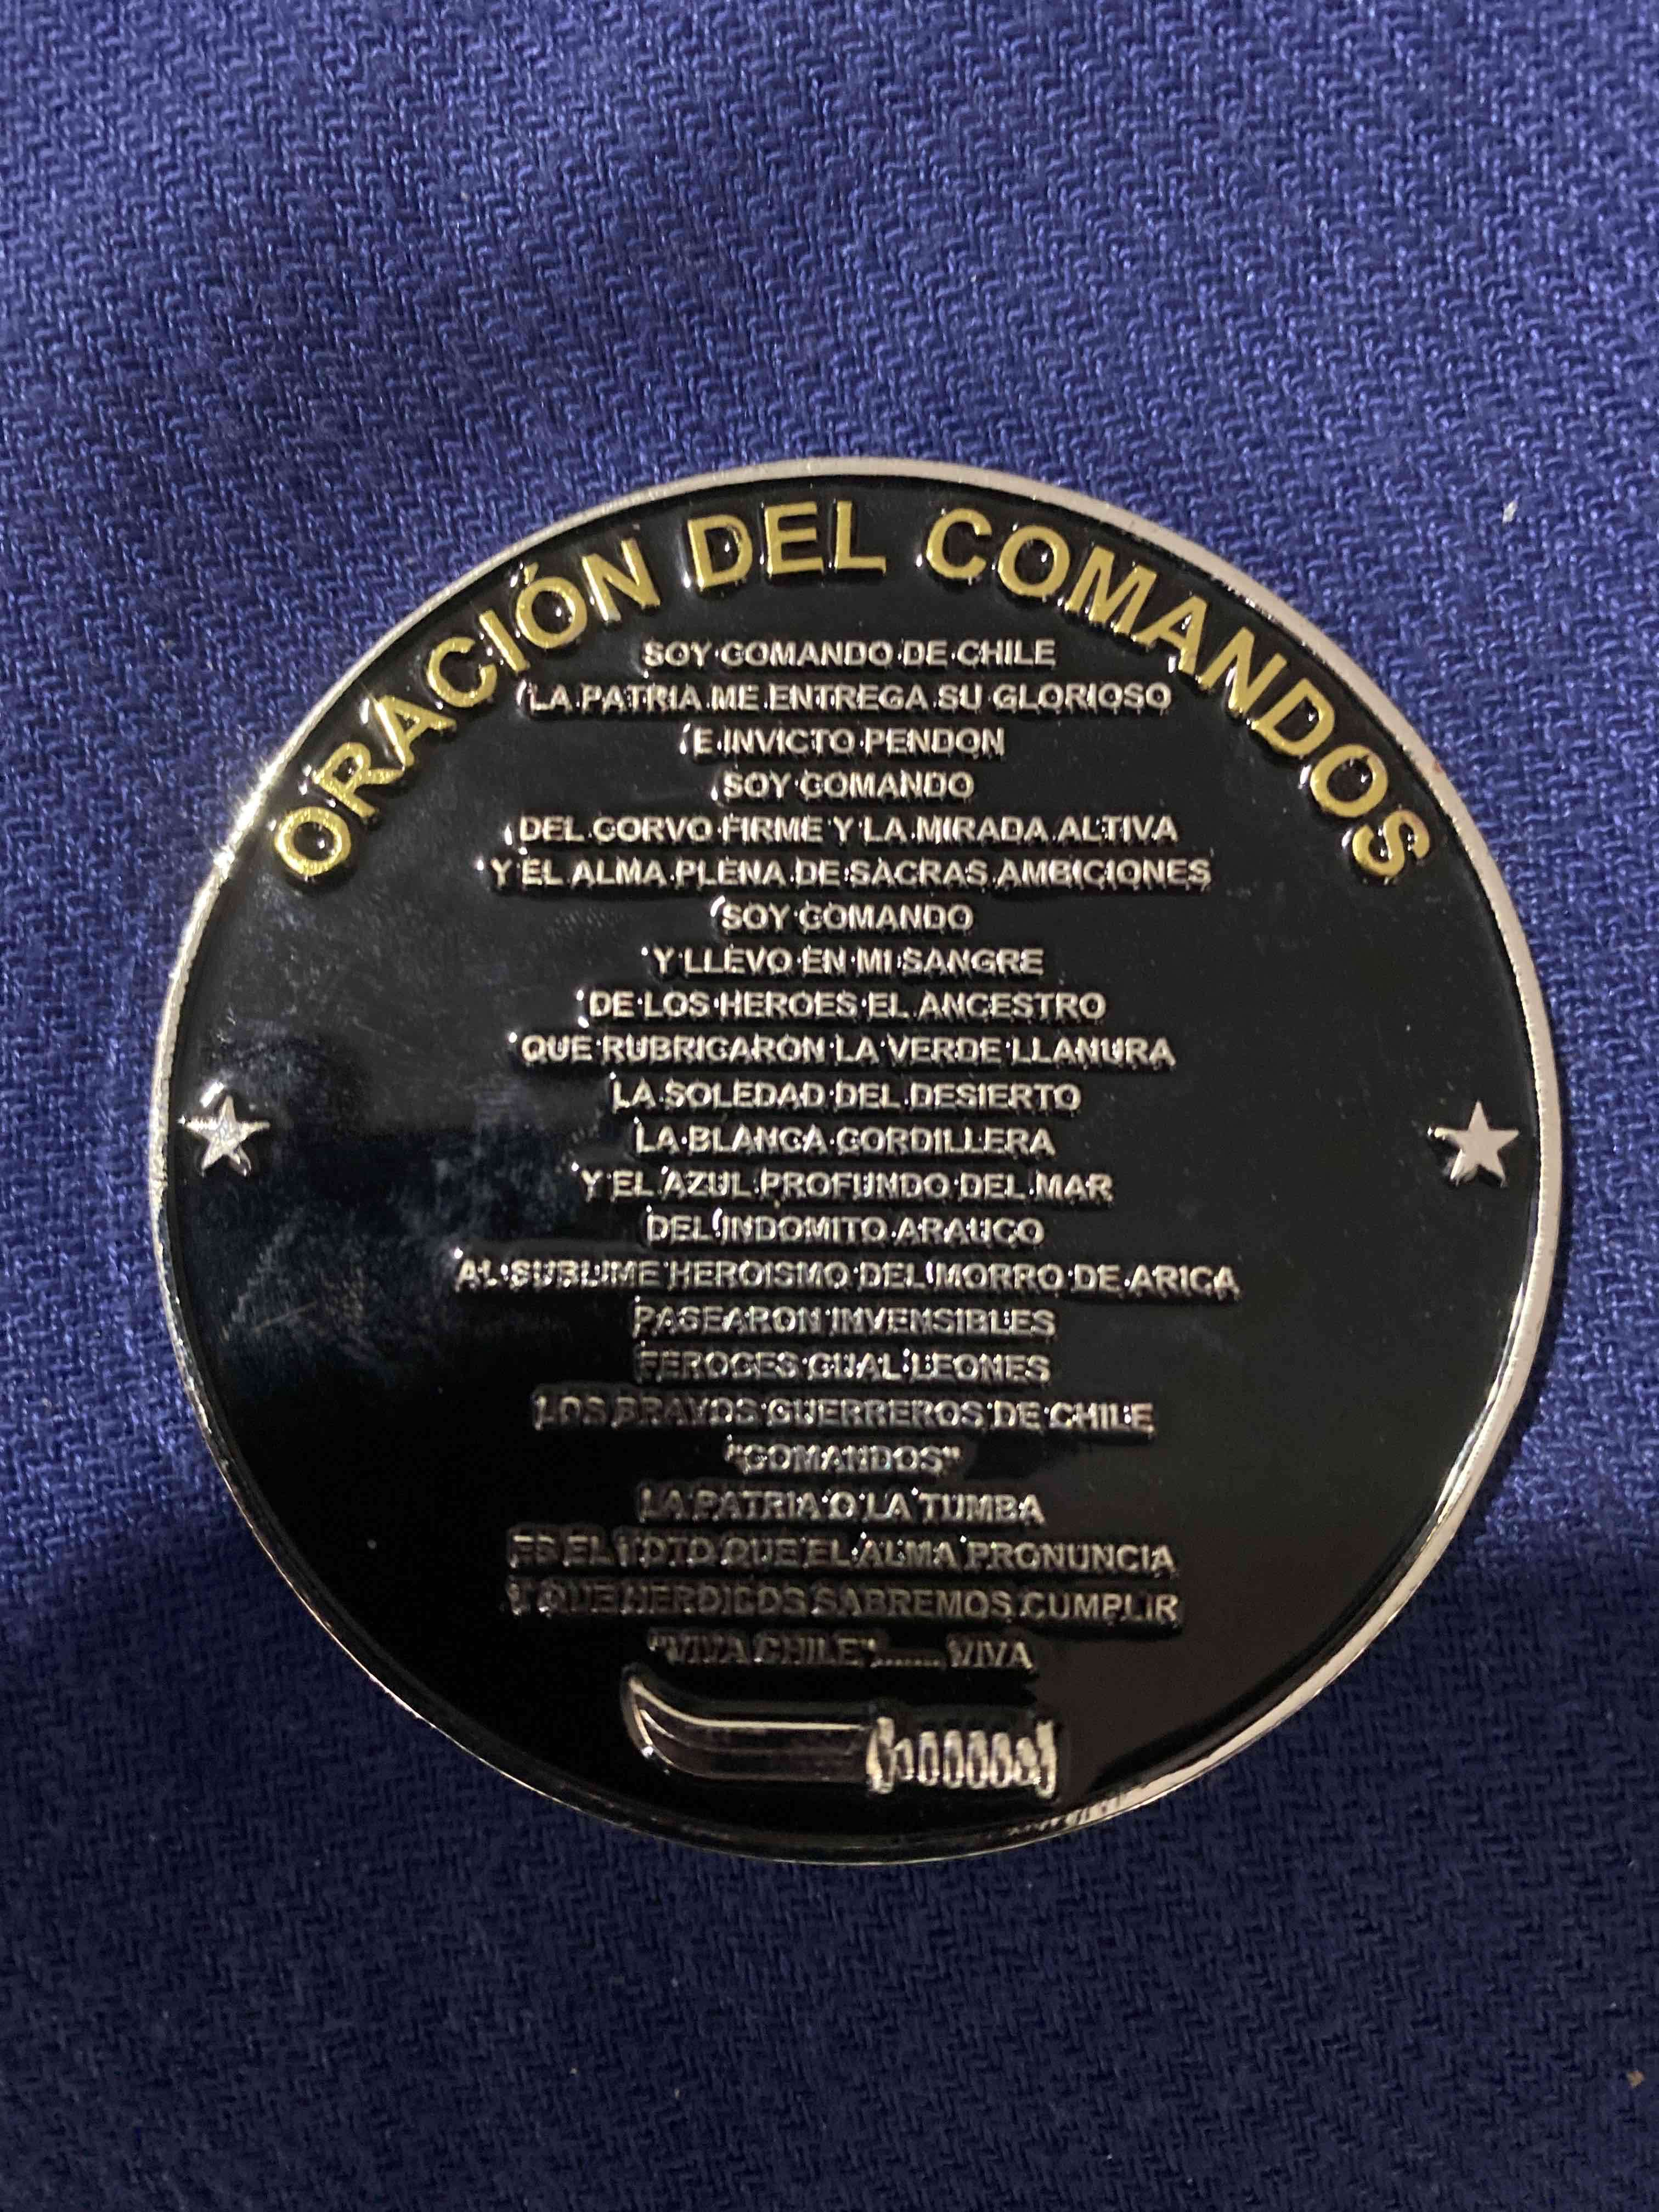 ORACIÓN DEL COMANDOS
SOY COMANDO DE CHILE
LA PATRIA ME ENTREGA SU GLORIOSO
E INVICTO PENDON
SOY COMANDO
DEL CORVO FIRME Y LA MIRADA ALTIVA
Y EL ALMA PLENA DE SACRAS AMBICIONES
SOY COMANDO
Y LLEVO EN MI SANGRE
DE LOS HEROES EL ANCESTRO
QUE RUBRICARON LA VERDE LLANURA
LA SOLEDAD DEL DESIERTO
LA BLANCA CORDILLERA
Y EL AZUL PROFUNDO DEL MAR
DEL INDOMITO ARAUCO
AL SUBLIME HEROISMO DEL MORRO DE ARICA
PASEARON INVENSIBLES
FEROCES CUAL LEONES
LOS BRAVOS GUERREROS DE CHILE
"COMANDOS"
LA PATRIA O LA TUMBA
ES EL VOTO QUE EL ALMA PRONUNCIA
Y QUE HEROICOS SABREMOS CUMPLIR
"VIVA CHILE"....... VIVA